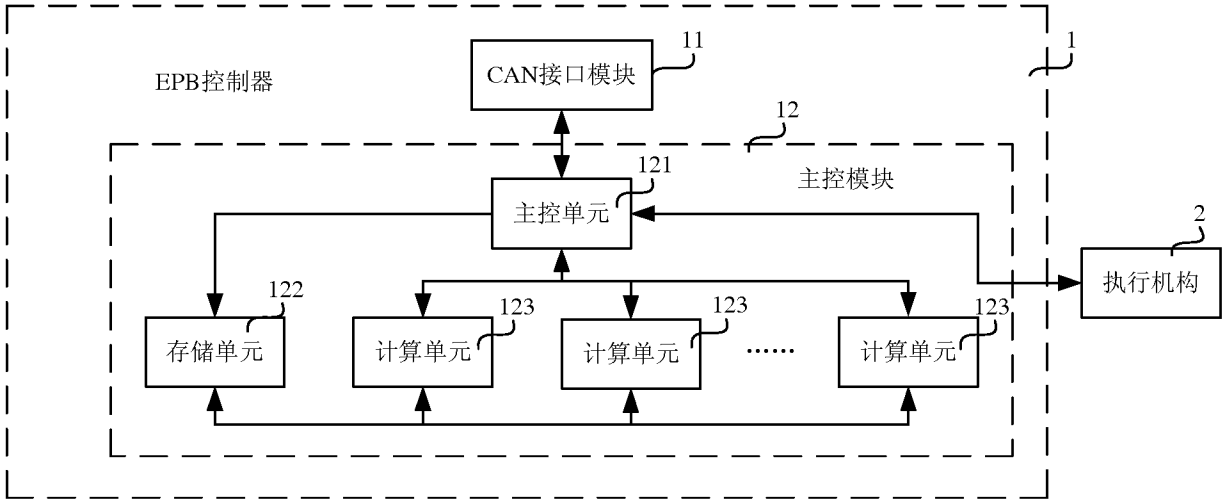 11
1
CAN接口模块
EPB控制器
12
121
主控模块
主控单元
2
执行机构
122
123
123
123
存储单元
计算单元
计算单元
……
计算单元